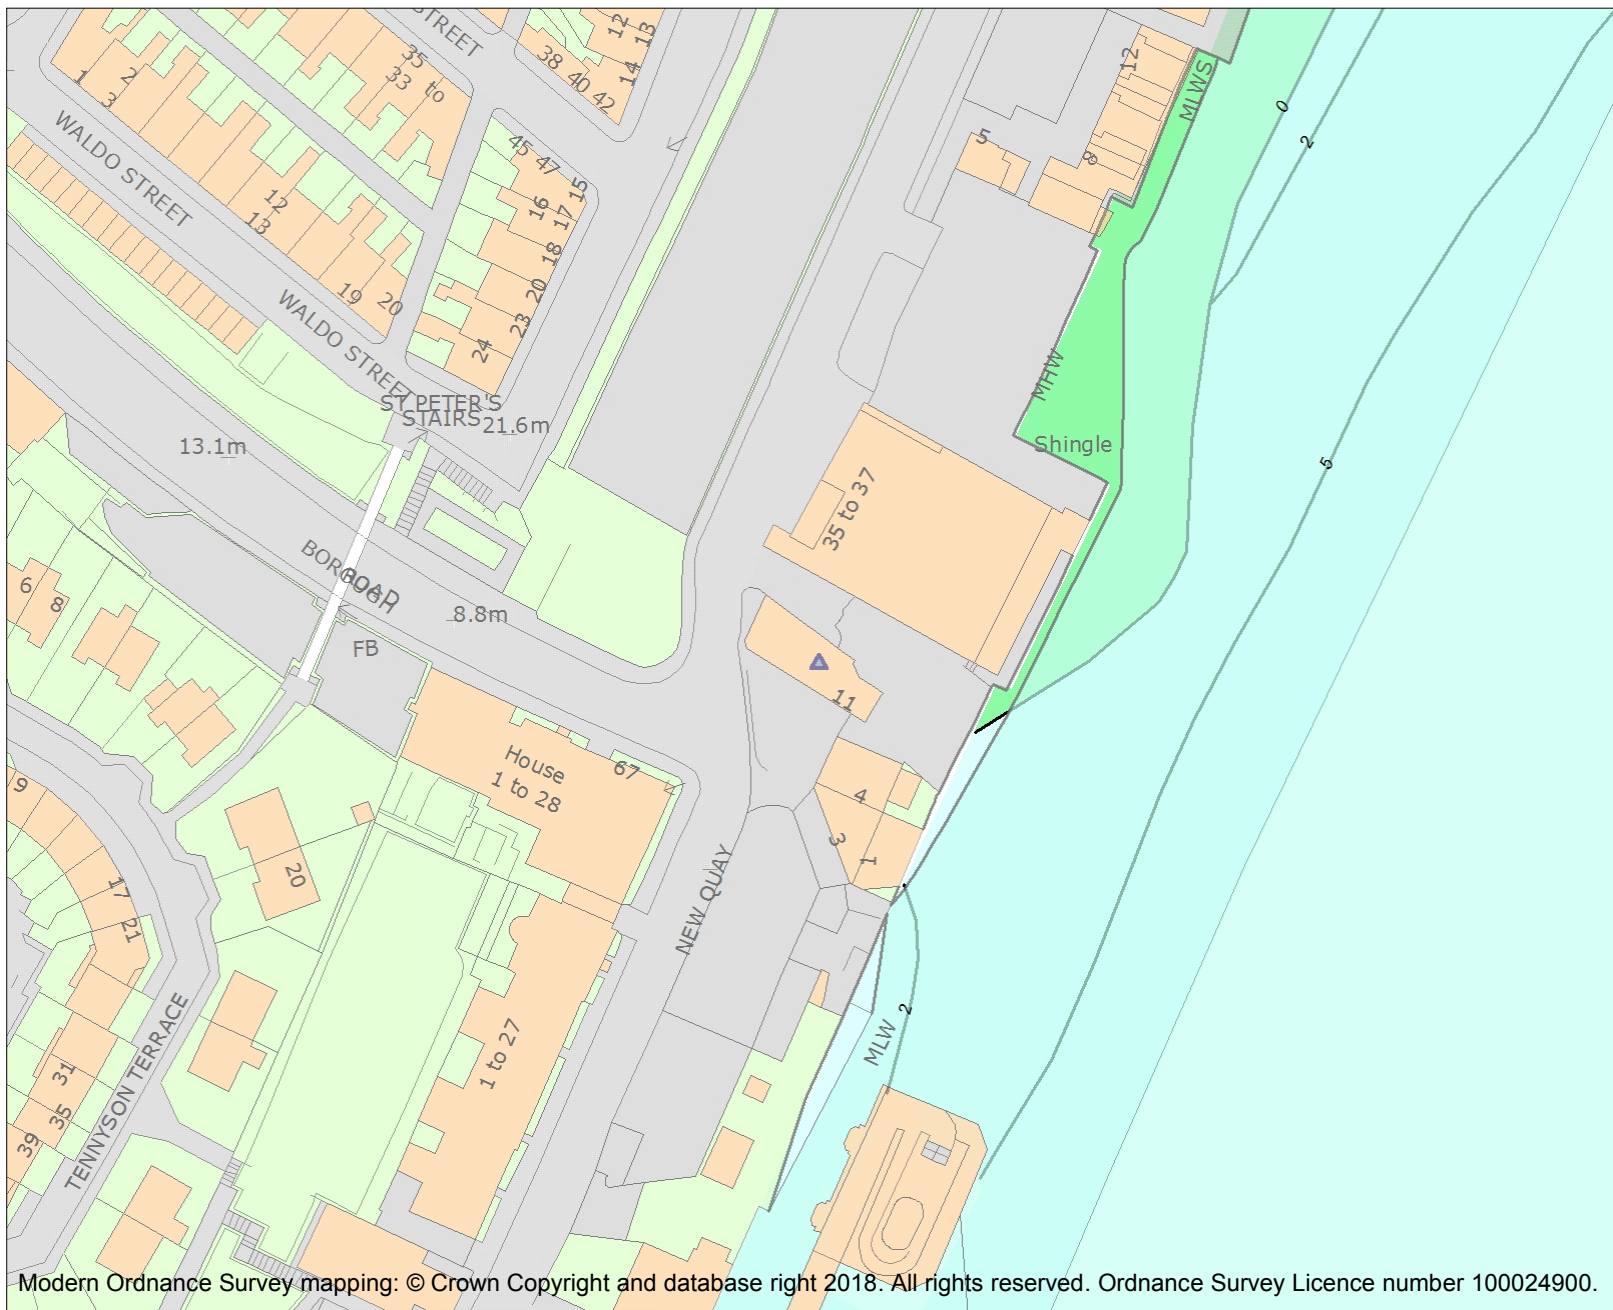 STREET
12
13
38 40 42
14
35
33 to
1
2
3
WALDO STREET
12
13
19
20
45 47
15
16
17
18
20
23
24
WALDO STREET
ST PETER'S
STAIRS
21.6m
13.1m
BOROUGH
ROAD
8.8m
FB
6
8
12
5
8
MLWS
0
2
5
MHW
Shingle
35 to 37
11
House
1 to 28
67
4
3
1
NEW QUAY
9
17
21
20
31
35
39
TENNYSON TERRACE
1 to 27
MLW
2
Modern Ordnance Survey mapping: © Crown Copyright and database right 2018. All rights reserved. Ordnance Survey Licence number 100024900.